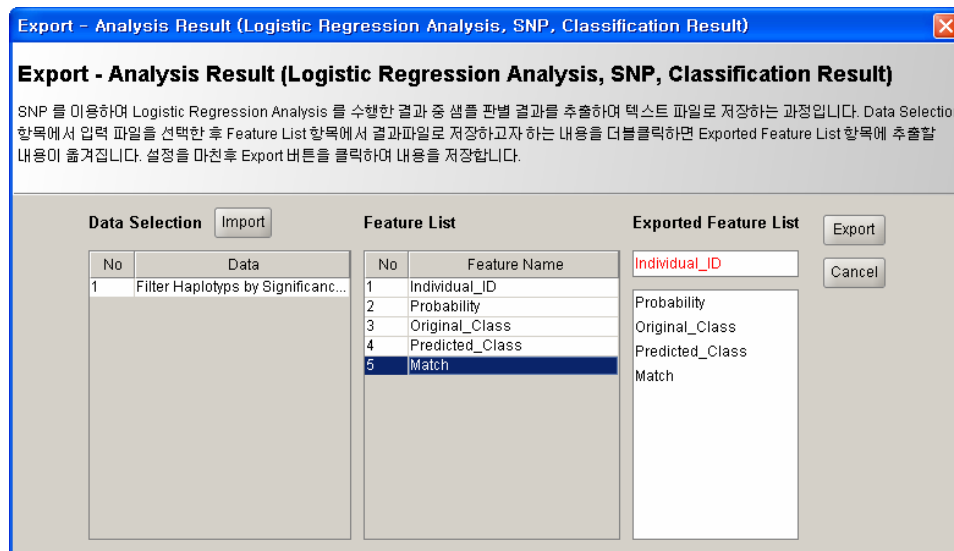 Export - Analysis Result (Logistic Regression Analysis, SNP, Classification Result)
Export - Analysis Result (Logistic Regression Analysis, SNP, Classification Result)
SNP 를 이용하여 Logistic Regression Analysis 를 수행한 결과 중 샘플 판별 결과를 추출하여 텍스트 파일로 저장하는 과정입니다. Data Selectio
항목에서 입력 파일을 선택한 후 Feature List 항목에서 결과파일로 저장하고자 하는 내용을 더블클릭하면 Exported Feature List 항목에 추출할
내용이 옮겨집니다. 설정을 마친후 Export 버튼을 클릭하여 내용을 저장합니다.
Data Selection Import Feature List Exported Feature List Export
No Data No Feature Name Individual_ID Cancel
1 Filter Haplotyps by Significanc... 1 Individual_ID
2 Probability Probability
3 Original_Class Original_Class
4 Predicted_Class Predicted_Class
5 Match Match